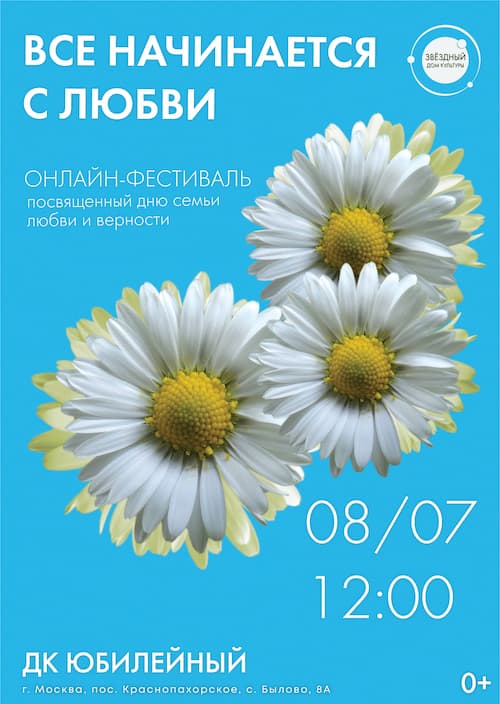 ВСЕ НАЧИНАЕТСЯ
С ЛЮБВИ
ЗВЁЗДНЫЙ
ДОМ КУЛЬТУРЫ
ОНЛАЙН-ФЕСТИВАЛЬ
посвященный дню семьи
любви и верности
08/07
12:00
ДК ЮБИЛЕЙНЫЙ
г. Москва, пос. Краснопахорское, с. Былово, 8А
0+